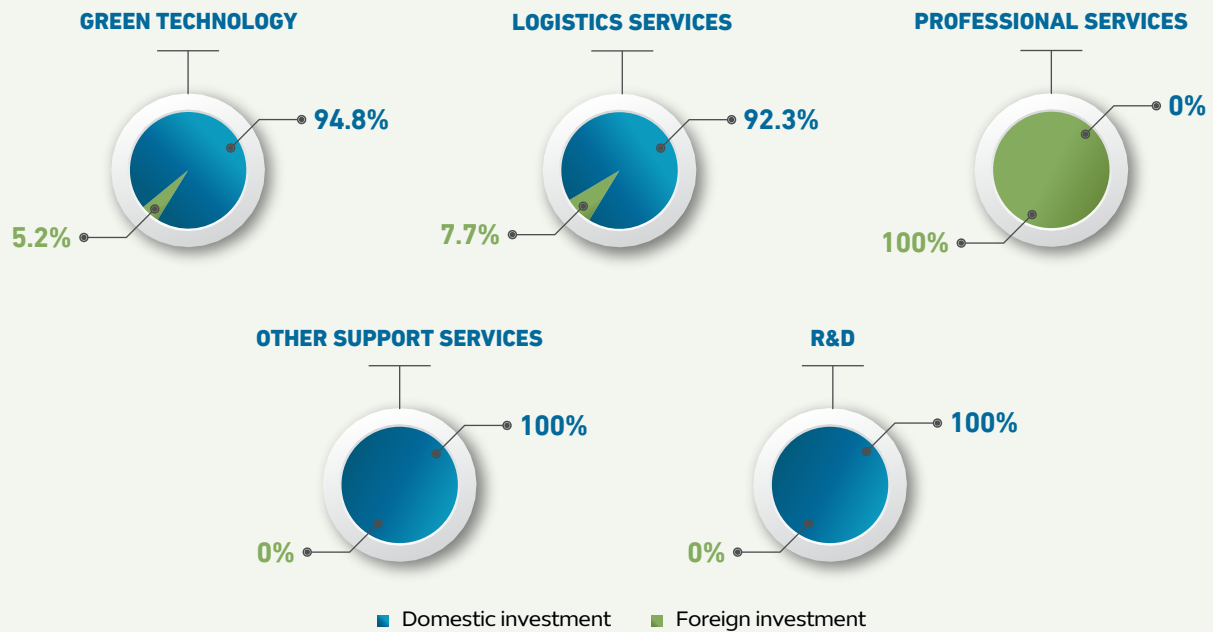 GREEN TECHNOLOGY
94.8%
5.2%
LOGISTICS SERVICES
92.3%
7.7%
PROFESSIONAL SERVICES
0%
100%
OTHER SUPPORT SERVICES
100%
0%
R&D
100%
0%
Domestic investment
Foreign investment